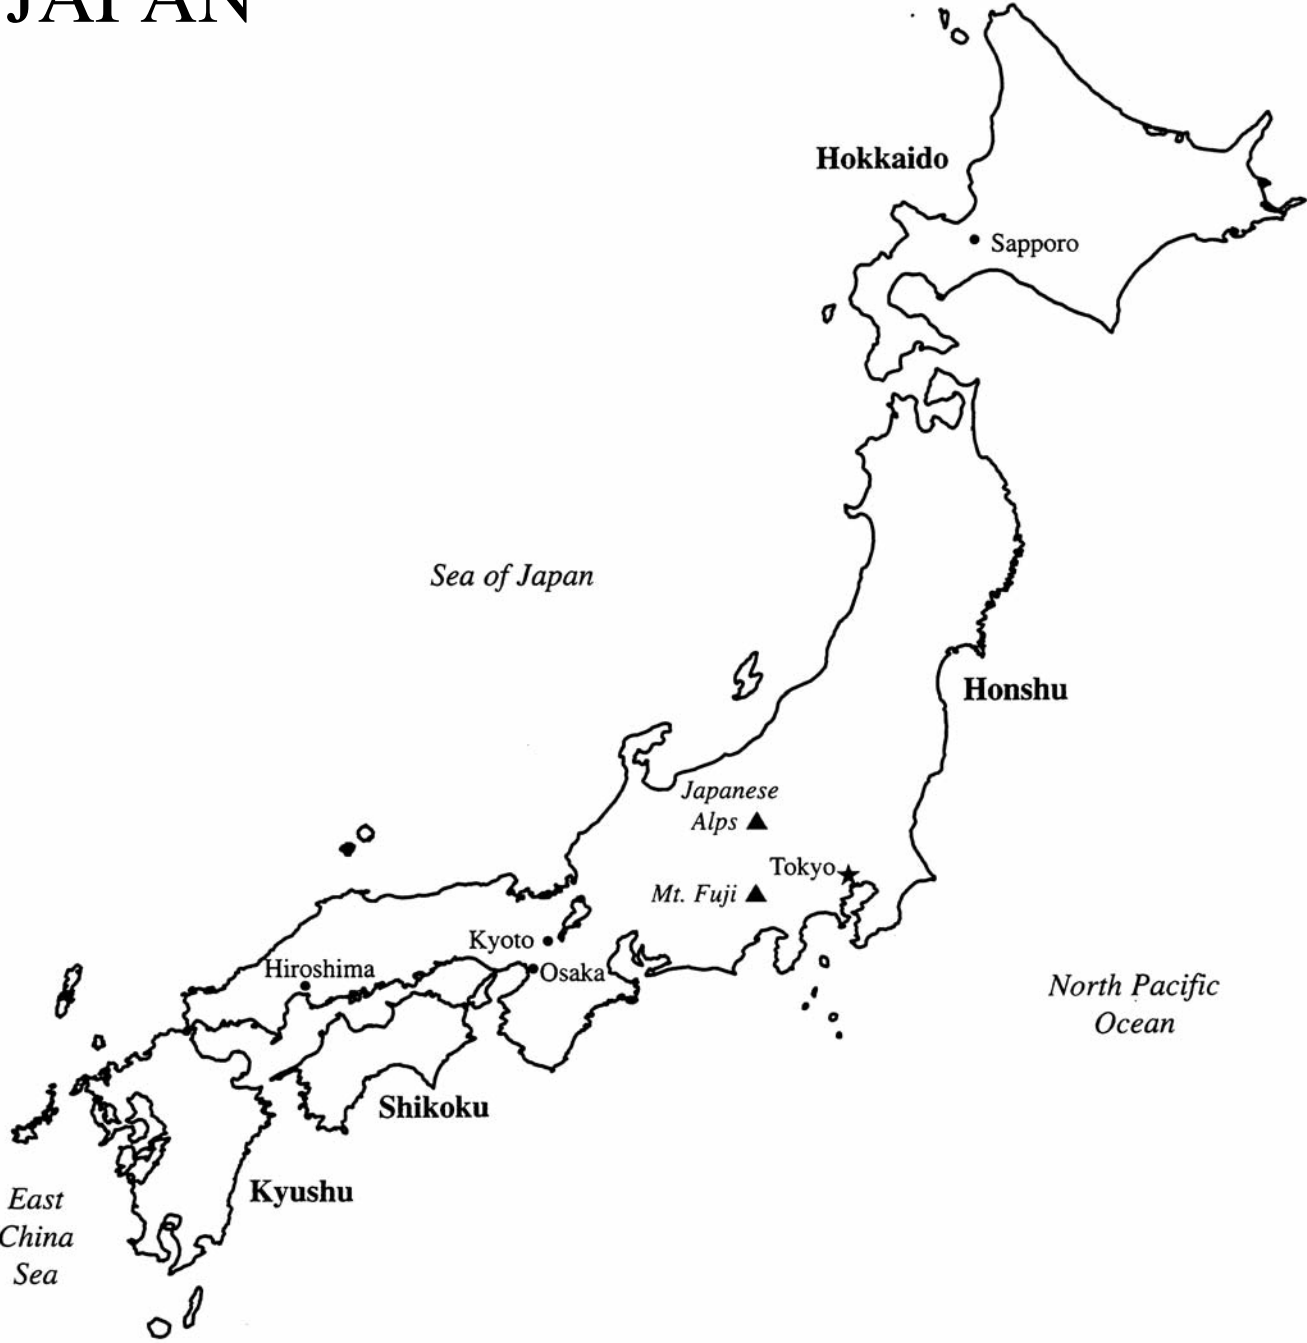 JAPAN
Hokkaido
Sapporo
Sea of Japan
Honshu
Japanese
Alps
Tokyo
Mt. Fuji
Kyoto
Hiroshima
Osaka
North Pacific
Ocean
Shikoku
Kyushu
East
China
Sea